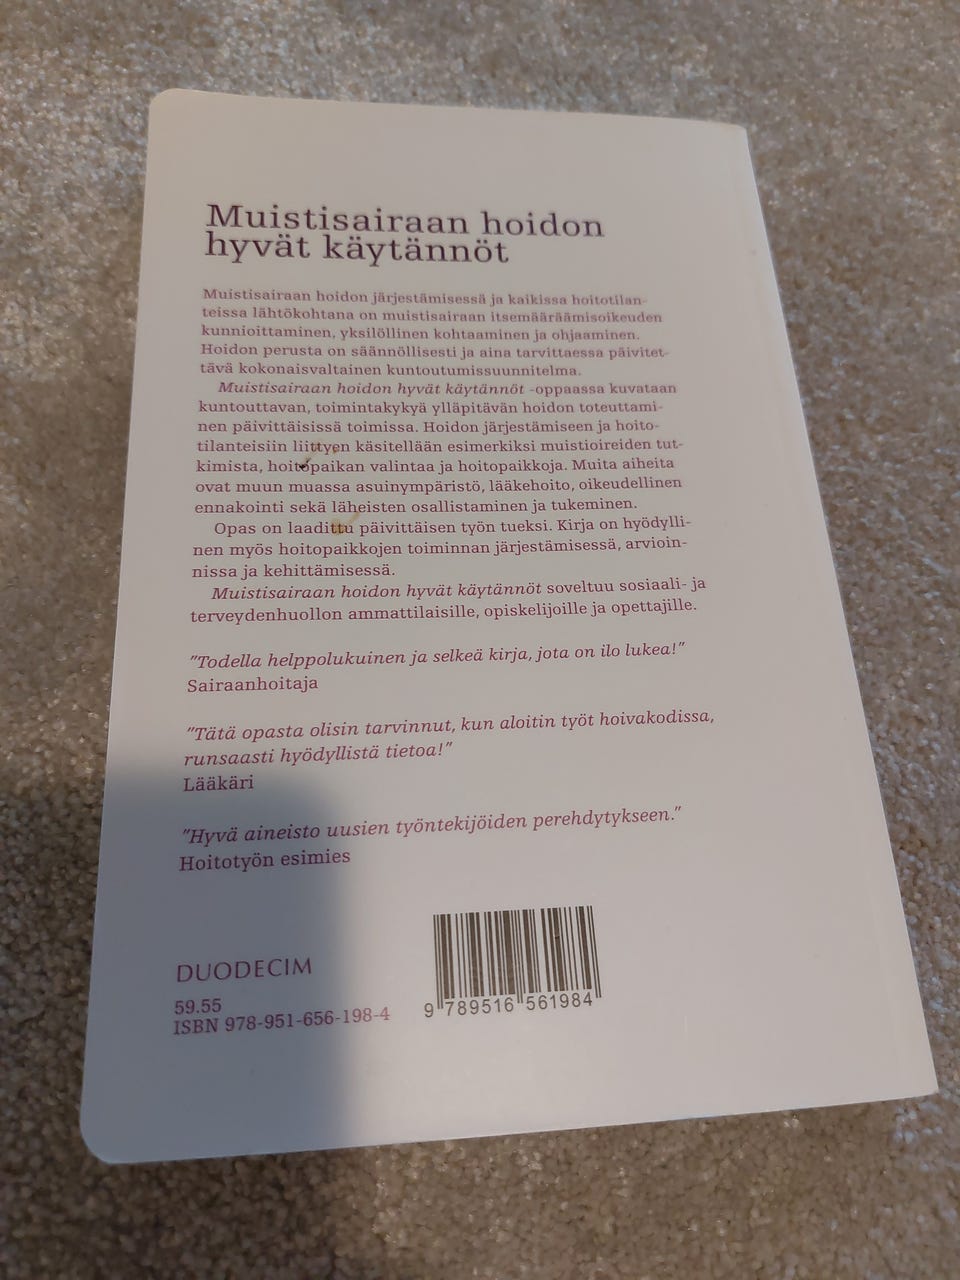 Muistisairaan hoidon
hyvät käytännöt
Muistisairaan hoidon järjestämisessä ja kaikissa hoitotilan-
teissa lähtökohtana on muistisairaan itsemääräämisoikeuden
kunnioittaminen, yksilöllinen kohtaaminen ja ohjaaminen.
Hoidon perusta on säännöllisesti ja aina tarvittaessa päivitet-
tävä kokonaisvaltainen kuntoutumissuunnitelma.
Muistisairaan hoidon hyvät käytännöt -oppaassa kuvataan
kuntouttavan, toimintakykyä ylläpitävän hoidon toteuttami-
nen päivittäisissä toimissa. Hoidon järjestämiseen ja hoito-
tilanteisiin liittyen käsitellään esimerkiksi muistioireiden tut-
kimista, hoitopaikan valintaa ja hoitopaikkoja. Muita aiheita
ovat muun muassa asuinympäristö, lääkehoito, oikeudellinen
ennakointi sekä läheisten osallistaminen ja tukeminen.
Opas on laadittu päivittäisen työn tueksi. Kirja on hyödylli-
nen myös hoitopaikkojen toiminnan järjestämisessä, arvioin-
nissa ja kehittämisessä.
Muistisairaan hoidon hyvät käytännöt soveltuu sosiaali- ja
terveydenhuollon ammattilaisille, opiskelijoille ja opettajille.
"Todella helppolukuinen ja selkeä kirja, jota on ilo lukea!"
Sairaanhoitaja
"Tätä opasta olisin tarvinnut, kun aloitin työt hoivakodissa,
runsaasti hyödyllistä tietoa!"
Lääkäri
"Hyvä aineisto uusien työntekijöiden perehdytykseen."
Hoitotyön esimies
DUODECIM
59.55
ISBN 978-951-656-198-4
9 789516 561984